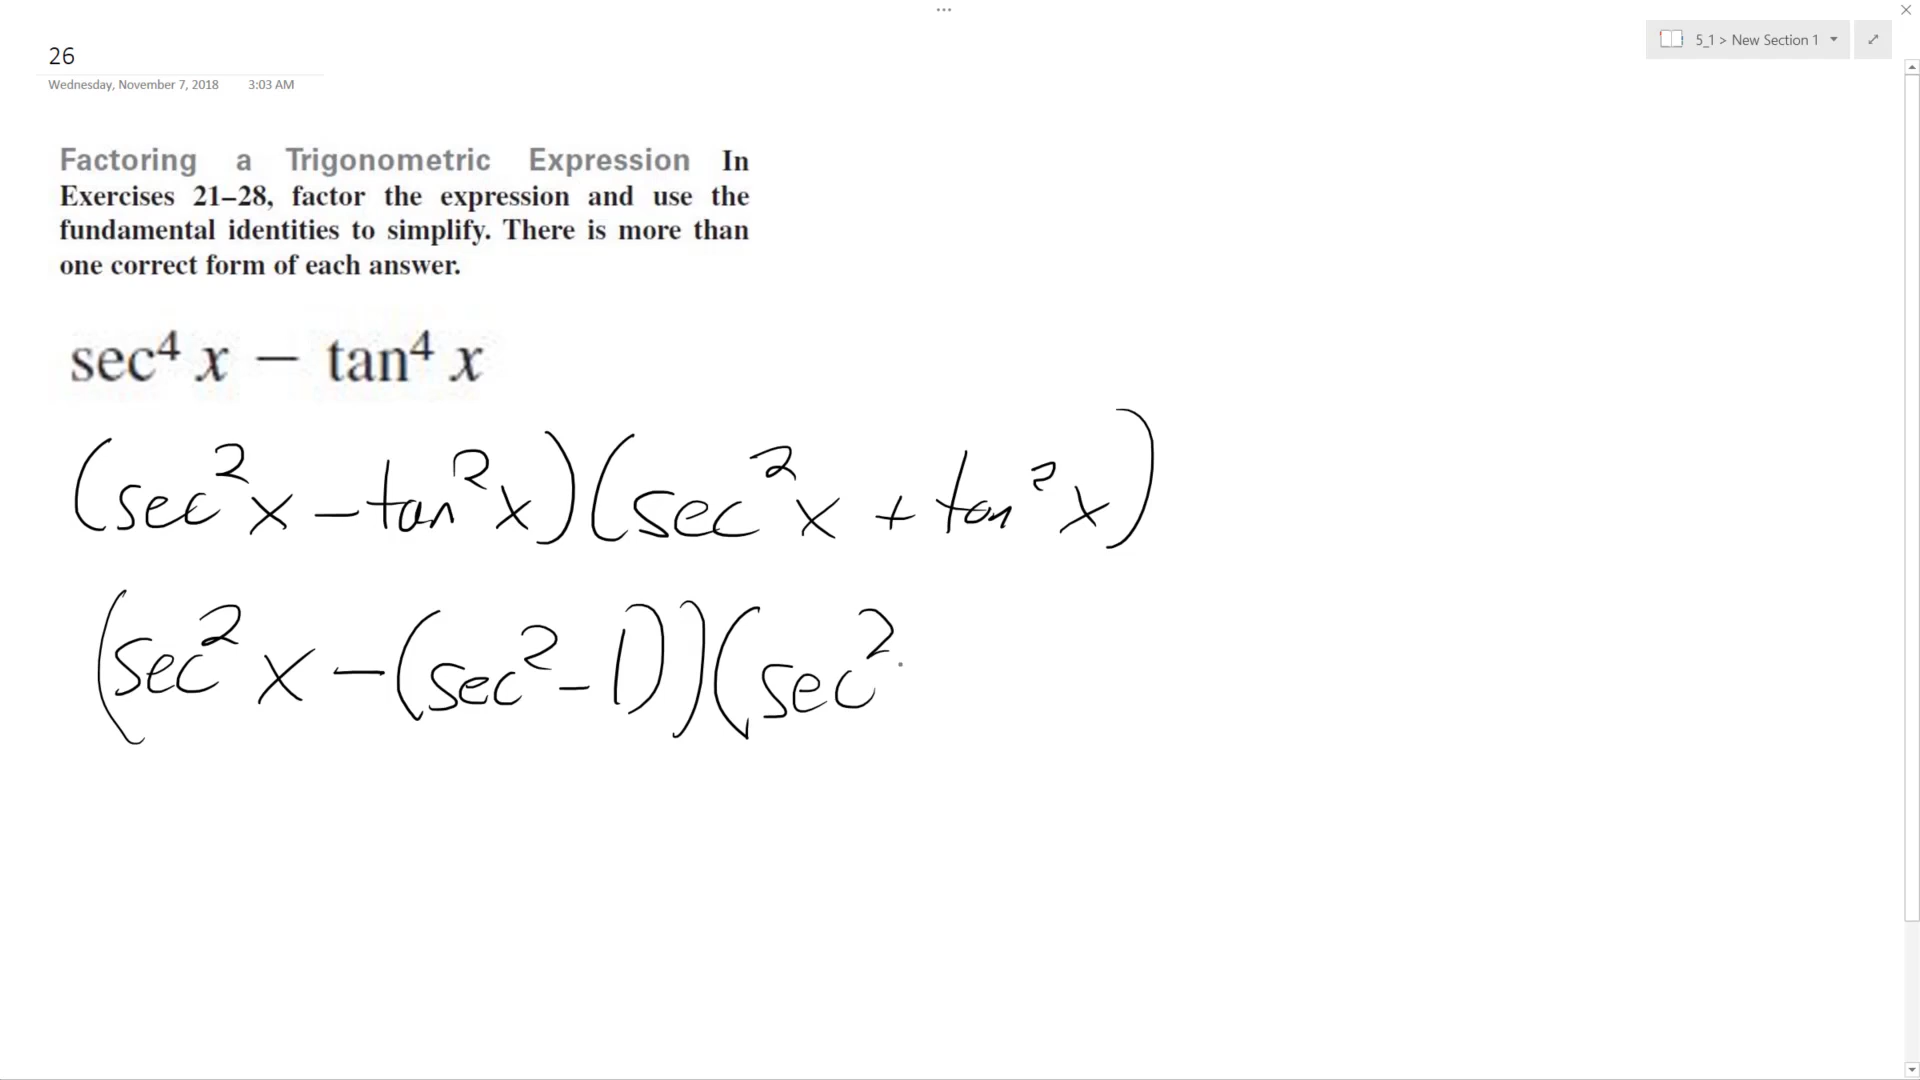 5_1 > New Section 1
26
Wednesday, November 7, 2018 3:03 AM
Factoring a Trigonometric Expression In
Exercises 21–28, factor the expression and use the
fundamental identities to simplify. There is more than
one correct form of each answer.
sec⁴ x − tan⁴ x
(sec²x − tan²x)(sec²x + tan²x)
(sec²x − (sec² − 1))(sec²